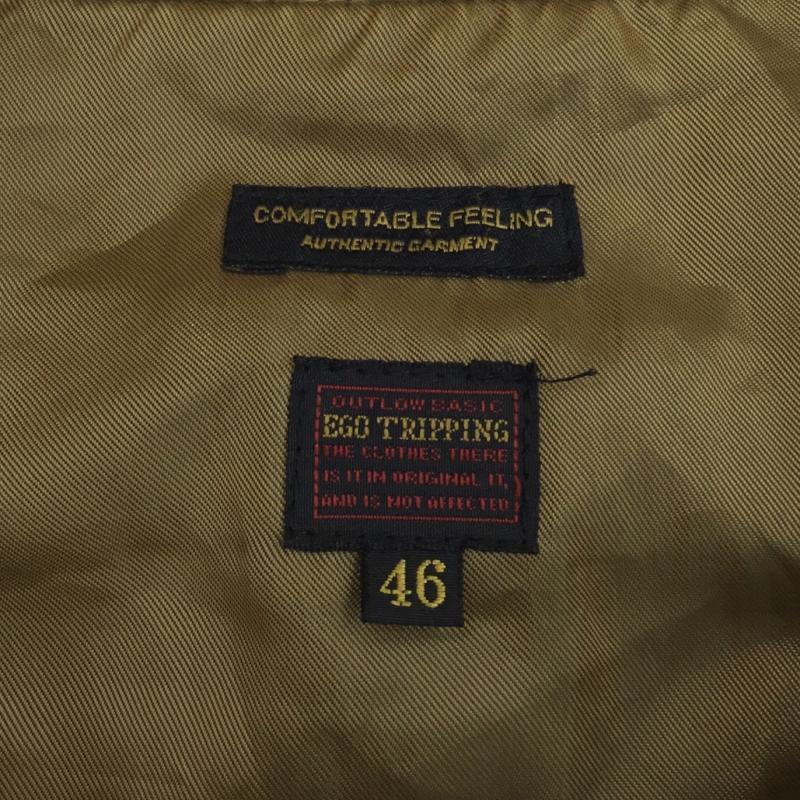 COMFORTABLE FEELING
AUTHENTIC GARMENT
OUTLOW BASIC
EGO TRIPPING
THE CLOTHES THERE
IS IT IN ORIGINAL IT,
AND IS NOT AFFECTED
46